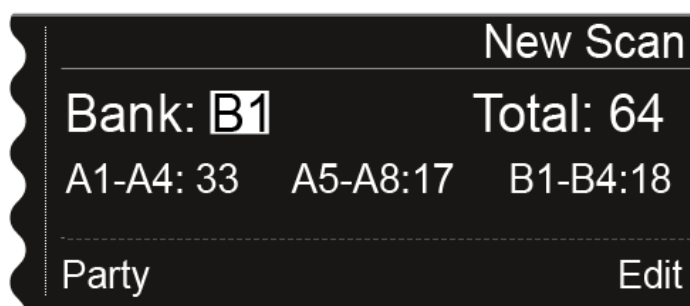 New Scan
Bank: B1 Total: 64
A1-A4: 33 A5-A8:17 B1-B4:18
Party Edit